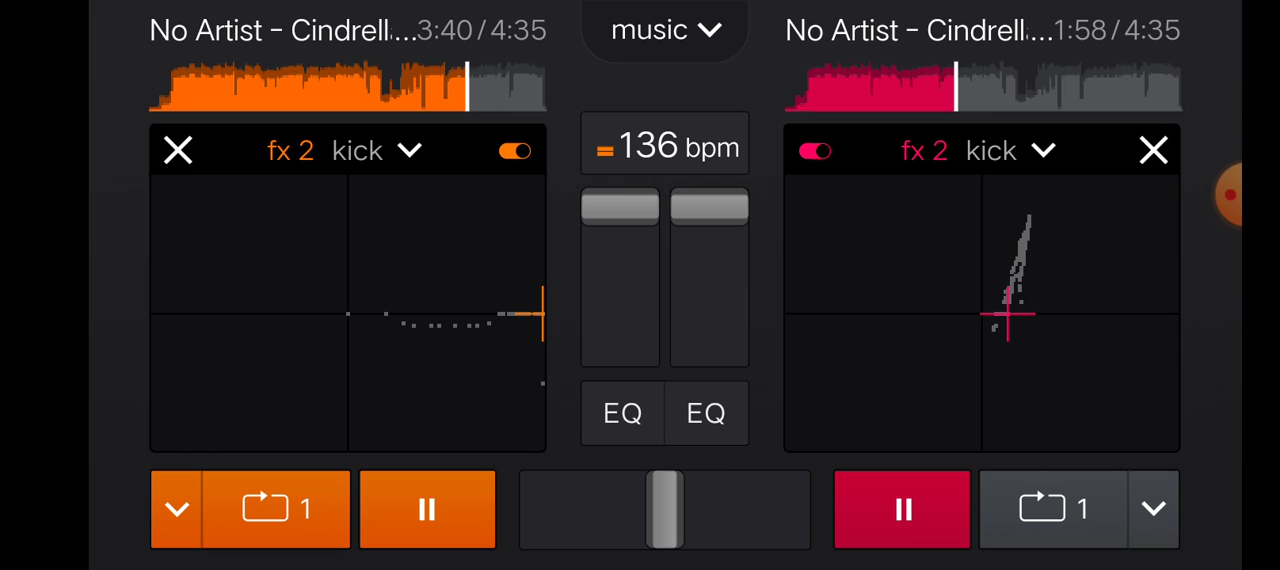 No Artist - Cindrell...3:40/4:35
music
No Artist - Cindrell...1:58/4:35
fx 2 kick
=136 bpm
fx 2 kick
EQ EQ
1
1